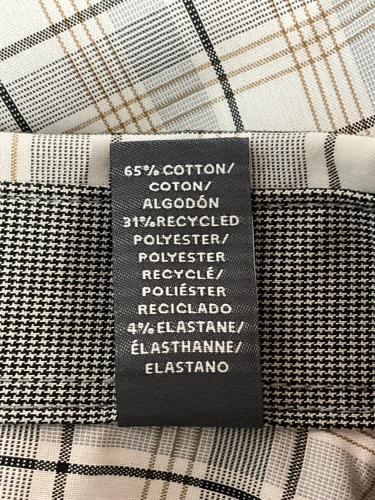 65% COTTON/
COTON/
ALGODÓN
31% RECYCLED
POLYESTER/
POLYESTER
RECYCLÉ/
POLIÉSTER
RECICLADO
4% ELASTANE/
ÉLASTHANNE/
ELASTANO